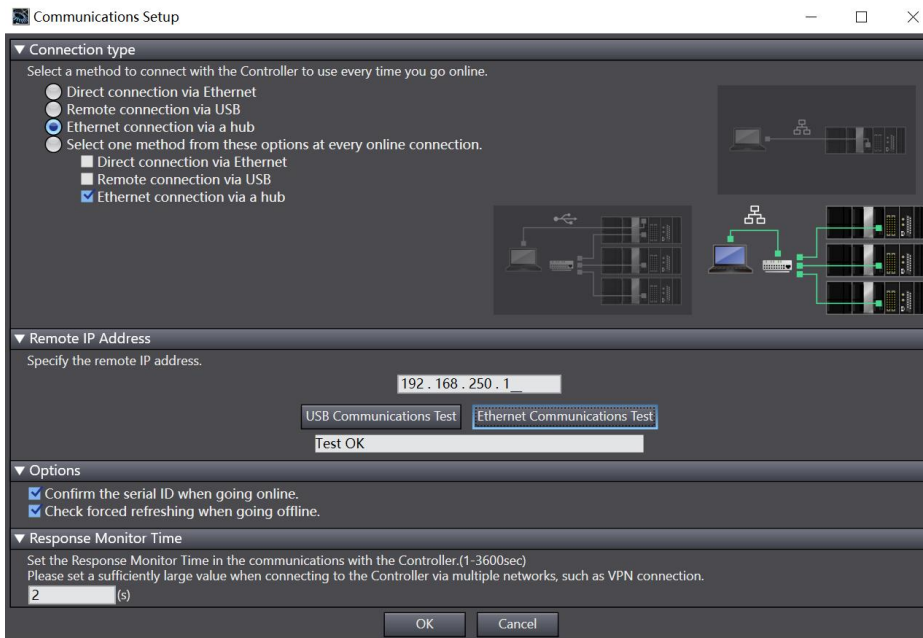 Communications Setup
Connection type
Select a method to connect with the Controller to use every time you go online.
Direct connection via Ethernet
Remote connection via USB
Ethernet connection via a hub
Select one method from these options at every online connection.
Direct connection via Ethernet
Remote connection via USB
Ethernet connection via a hub
Remote IP Address
Specify the remote IP address.
192 . 168 . 250 . 1__
USB Communications Test Ethernet Communications Test
Test OK
Options
Confirm the serial ID when going online.
Check forced refreshing when going offline.
Response Monitor Time
Set the Response Monitor Time in the communications with the Controller.(1-3600sec)
Please set a sufficiently large value when connecting to the Controller via multiple networks, such as VPN connection.
2 (s)
OK Cancel